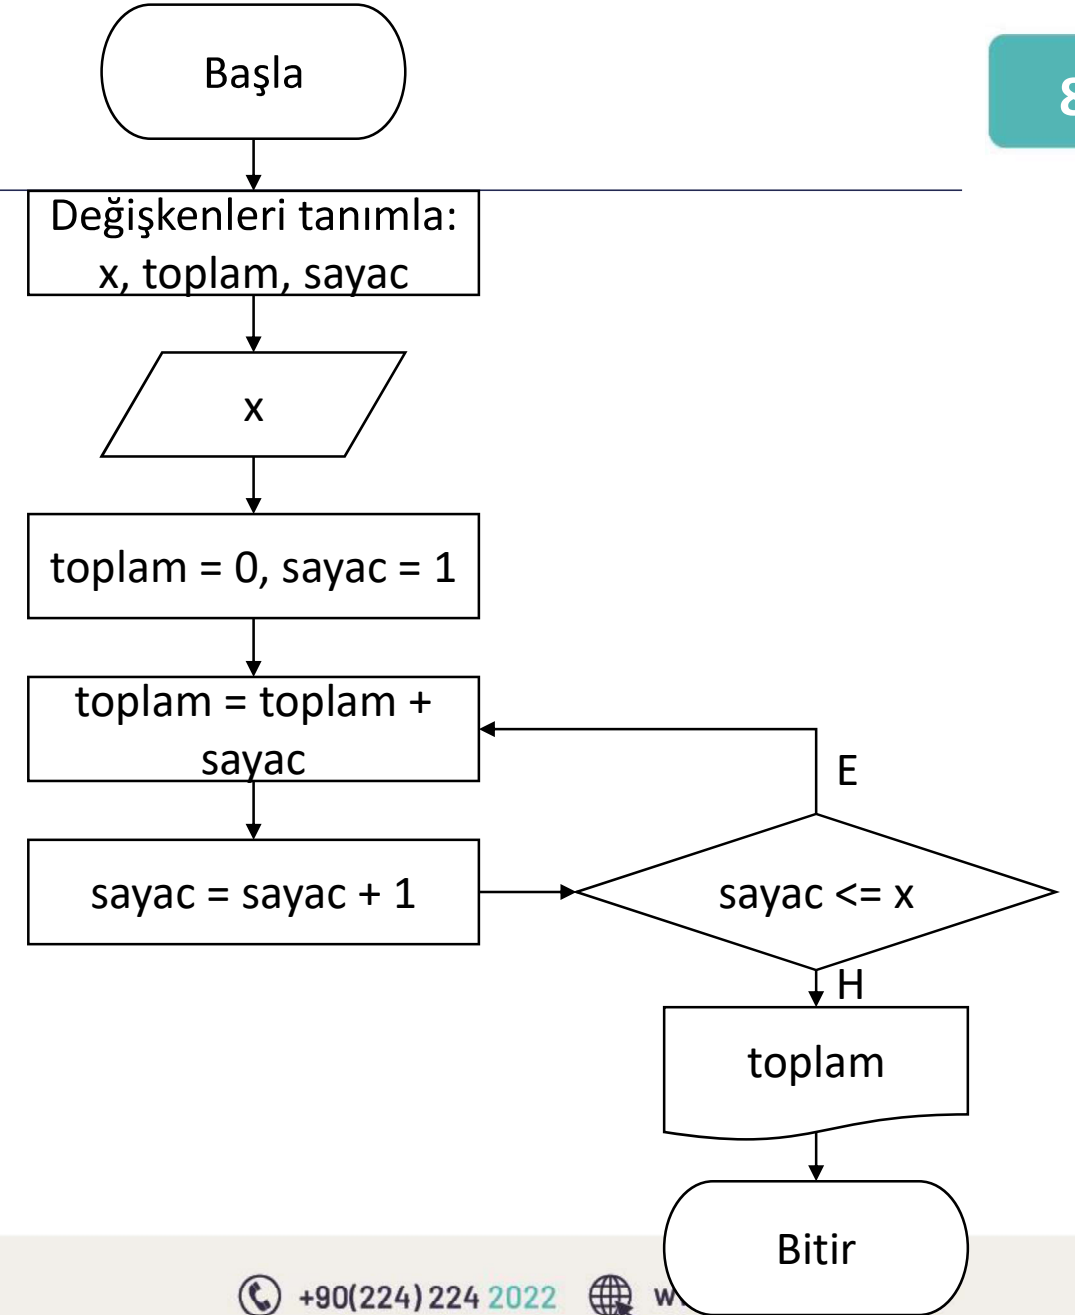 Başla
8
Değişkenleri tanımla:
x, toplam, sayac
x
toplam = 0, sayac = 1
toplam = toplam +
sayac
E
sayac = sayac + 1
sayac <= x
H
toplam
Bitir
+90(224) 224 2022